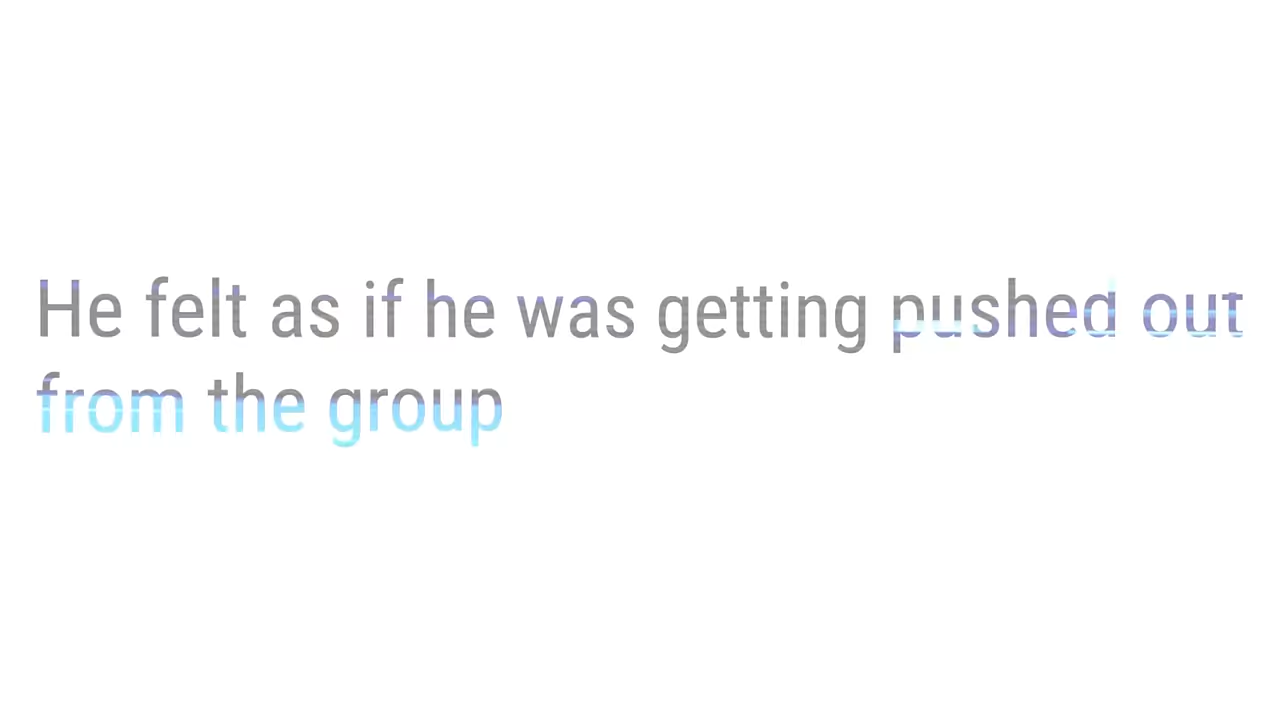 He felt as if he was getting pushed out
from the group